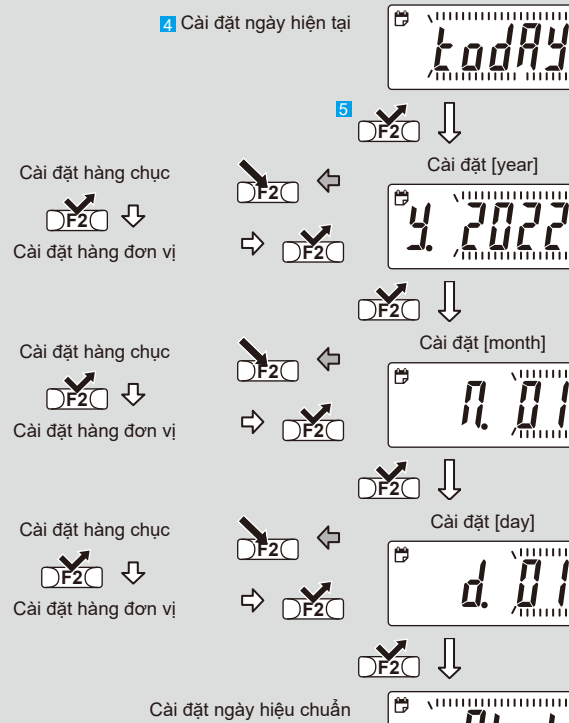 4 Cài đặt ngày hiện tại
todAY
5
F2
Cài đặt [year]
Cài đặt hàng chục
F2
F2
Cài đặt hàng đơn vị
F2
y. 2022
F2
Cài đặt [month]
Cài đặt hàng chục
F2
F2
Cài đặt hàng đơn vị
F2
M. 01
F2
Cài đặt [day]
Cài đặt hàng chục
F2
F2
Cài đặt hàng đơn vị
F2
d. 01
F2
Cài đặt ngày hiệu chuẩn